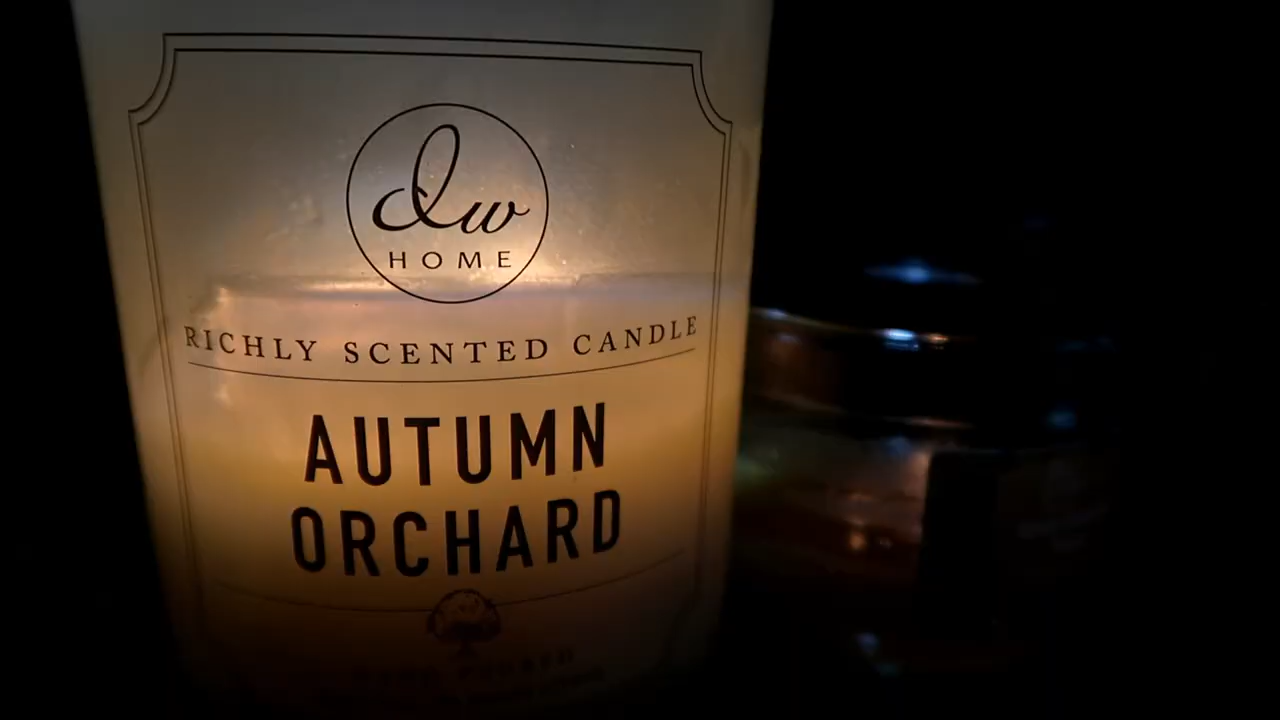 dw
HOME
RICHLY SCENTED CANDLE
AUTUMN
ORCHARD